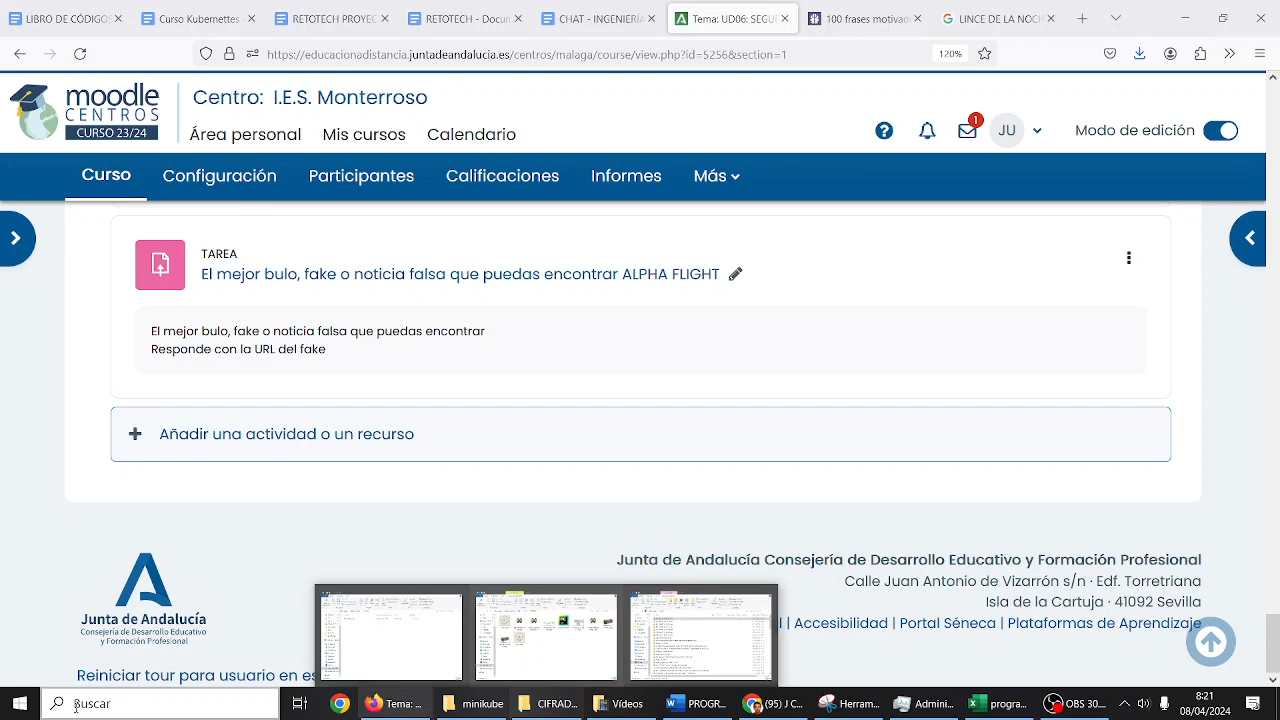 LIBRO DE CÓDIGOS
Curso Kubernetes
RETOTECH PROYEC
RETOTECH - Docum
CHAT - INGENIERÍA
Tema: UD06: SEGUR
100 frases motivad
LINCE DE LA NOCH
https://educacionadistancia.juntadeandalucia.es/centros/malaga/course/view.php?id=5256&section=1
120%
moodle
CENTROS
CURSO 23/24
Centro: I.E.S. Monterroso
Área personal Mis cursos Calendario
1
JU
Modo de edición
Curso Configuración Participantes Calificaciones Informes Más
TAREA
El mejor bulo, fake o noticia falsa que puedas encontrar ALPHA FLIGHT
El mejor bulo, fake o noticia falsa que puedas encontrar
Responde con la URL del fake
Añadir una actividad o un recurso
Junta de Andalucía
Consejería de Desarrollo Educativo
y Formación Profesional
Junta de Andalucía Consejería de Desarrollo Educativo y Formación Profesional
Calle Juan Antonio de Vizarrón s/n · Edf. Torretriana
Isla de la Cartuja · 41092 Sevilla
l | Accesibilidad | Portal Séneca | Plataformas de Aprendizaje
Reiniciar tour para usuario en es
Buscar
Tema: ...
minikube
CIFRAD...
Videos
PROGR...
(95) J C...
Herram...
Admini...
progra...
OBS 30...
8:21
08/04/2024